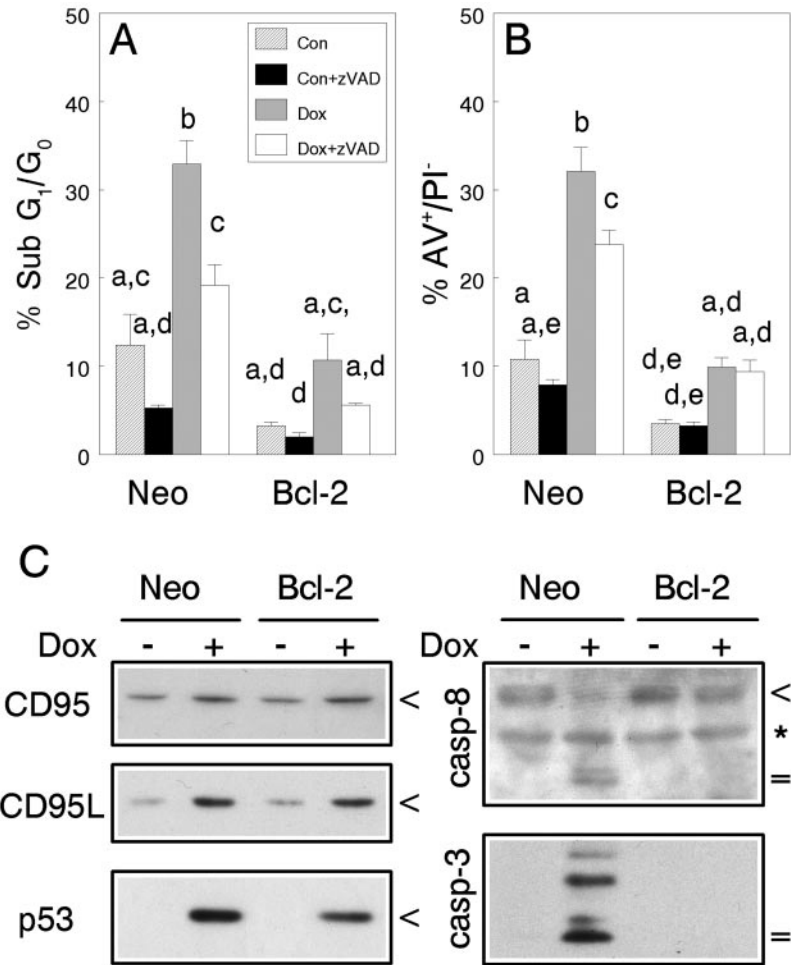 A
50
40
30
20
10
0
% Sub G₁/G₀
Con
Con+zVAD
Dox
Dox+zVAD
a,c
a,d
b
c
a,d
d
a,c,
a,d
Neo Bcl-2
B
50
40
30
20
10
0
% AV⁺/PI⁻
a
a,e
b
c
d,e
d,e
a,d
a,d
Neo Bcl-2
C
Neo Bcl-2
Dox - + - +
CD95 <
CD95L <
p53 <
Neo Bcl-2
Dox - + - +
casp-8
<
*
=
casp-3
=